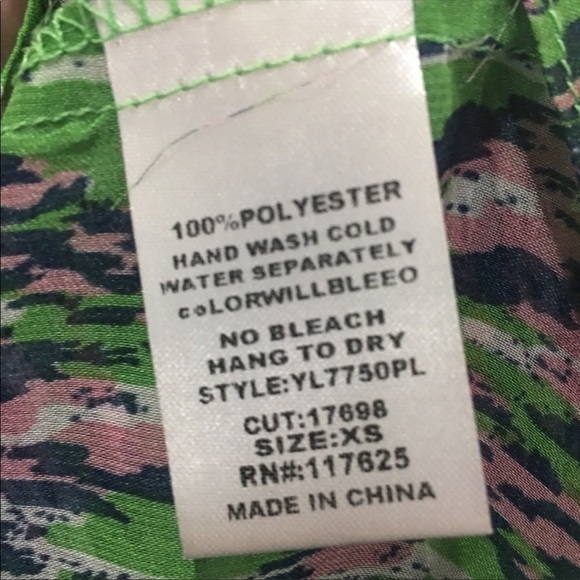 100%POLYESTER
HAND WASH COLD
WATER SEPARATELY
coLORWILLBLEEO
NO BLEACH
HANG TO DRY
STYLE:YL7750PL
CUT:17698
SIZE:XS
RN#:117625
MADE IN CHINA